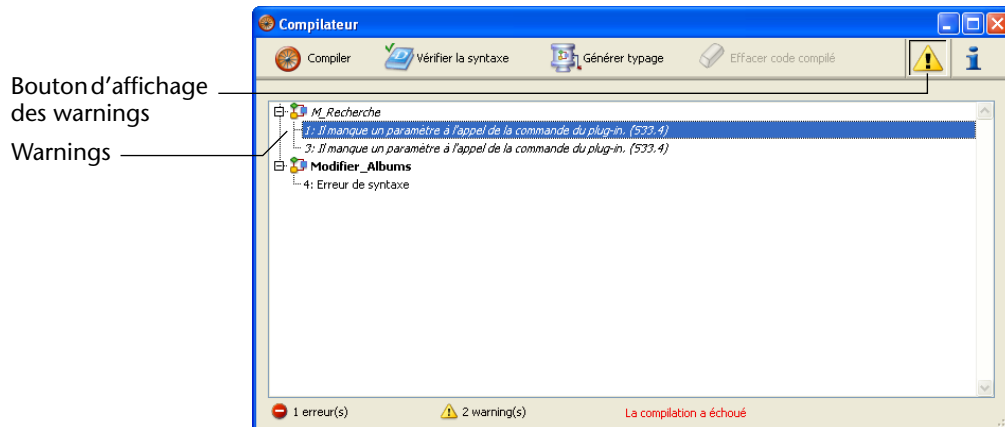 Compilateur
Compiler Vérifier la syntaxe Générer typage Effacer code compilé
Bouton d'affichage
des warnings
Warnings
M_Recherche
1: Il manque un paramètre à l'appel de la commande du plug-in. (533.4)
3: Il manque un paramètre à l'appel de la commande du plug-in. (533.4)
Modifier_Albums
4: Erreur de syntaxe
1 erreur(s) 2 warning(s) La compilation a échoué